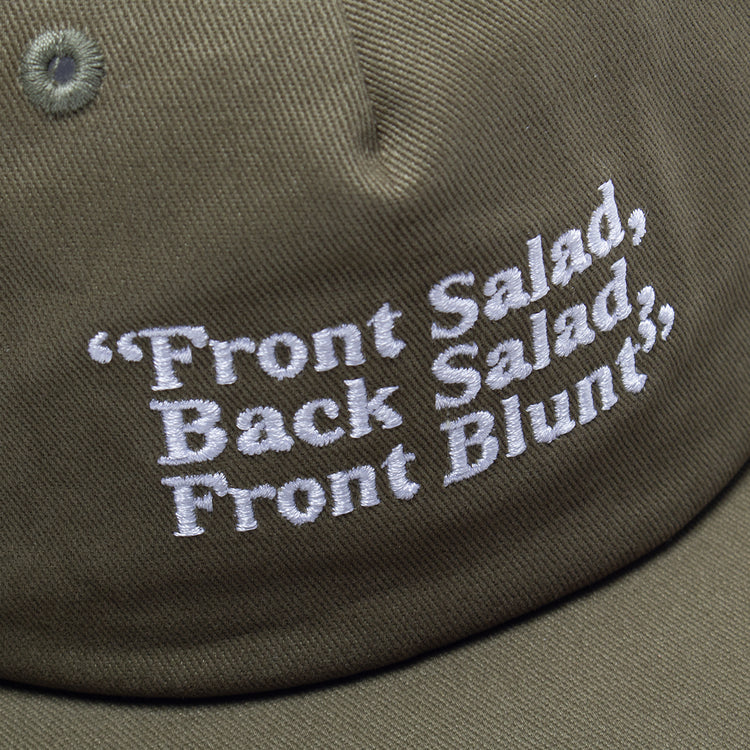 “Front Salad,
Back Salad,
Front Blunt”